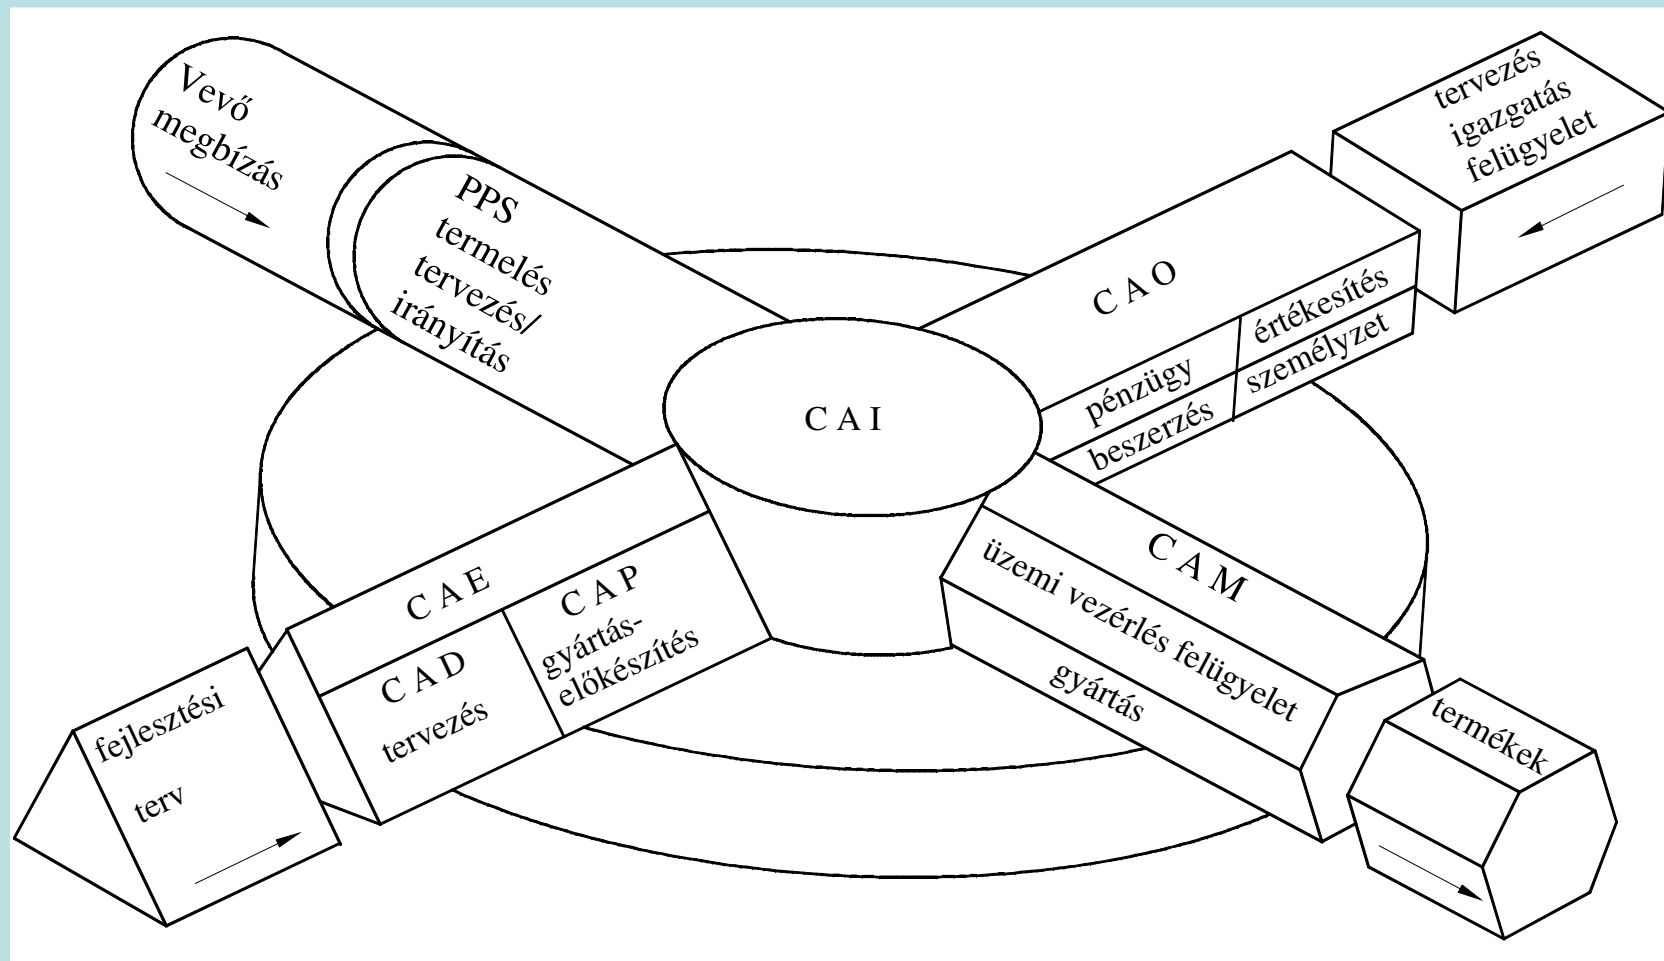 Vevő
megbízás
PPS
termelés
tervezés/
irányítás
tervezés
igazgatás
felügyelet
C A O
értékesítés
pénzügy
személyzet
beszerzés
C A I
C A E
C A P
gyártás-
előkészítés
C A D
tervezés
C A M
üzemi vezérlés felügyelet
gyártás
fejlesztési
terv
termékek